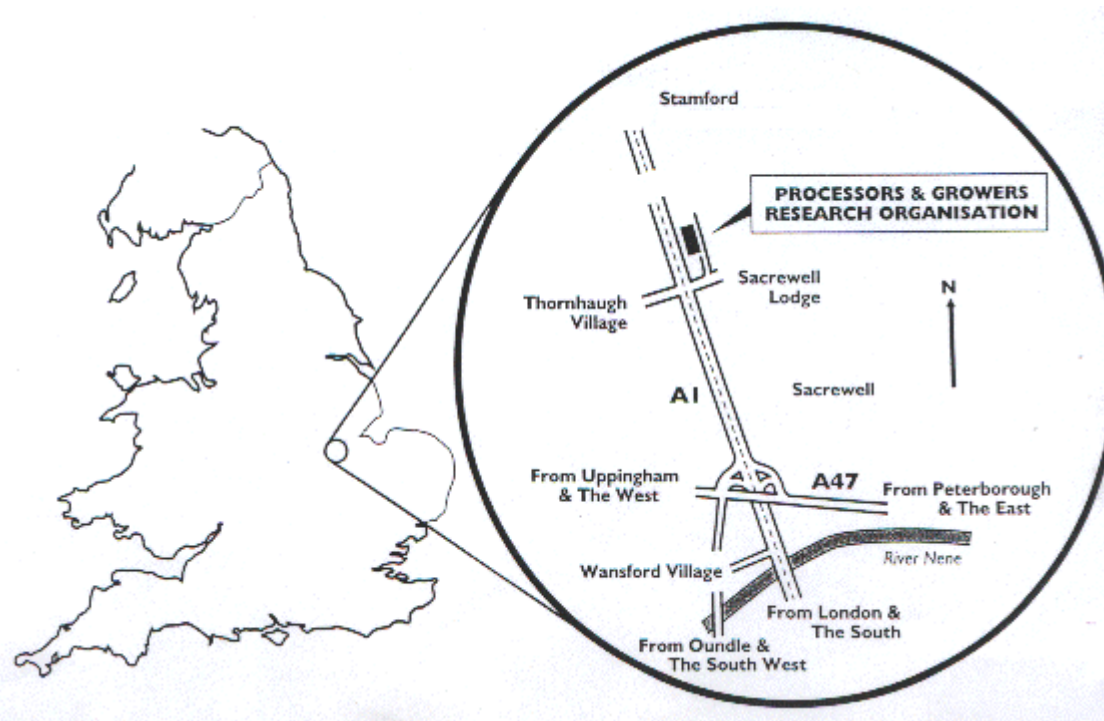 Stamford
PROCESSORS & GROWERS
RESEARCH ORGANISATION
Sacrewell
Lodge
N
Thornhaugh
Village
A1
Sacrewell
From Uppingham
& The West
A47
From Peterborough
& The East
River Nene
Wansford Village
From London &
The South
From Oundle &
The South West